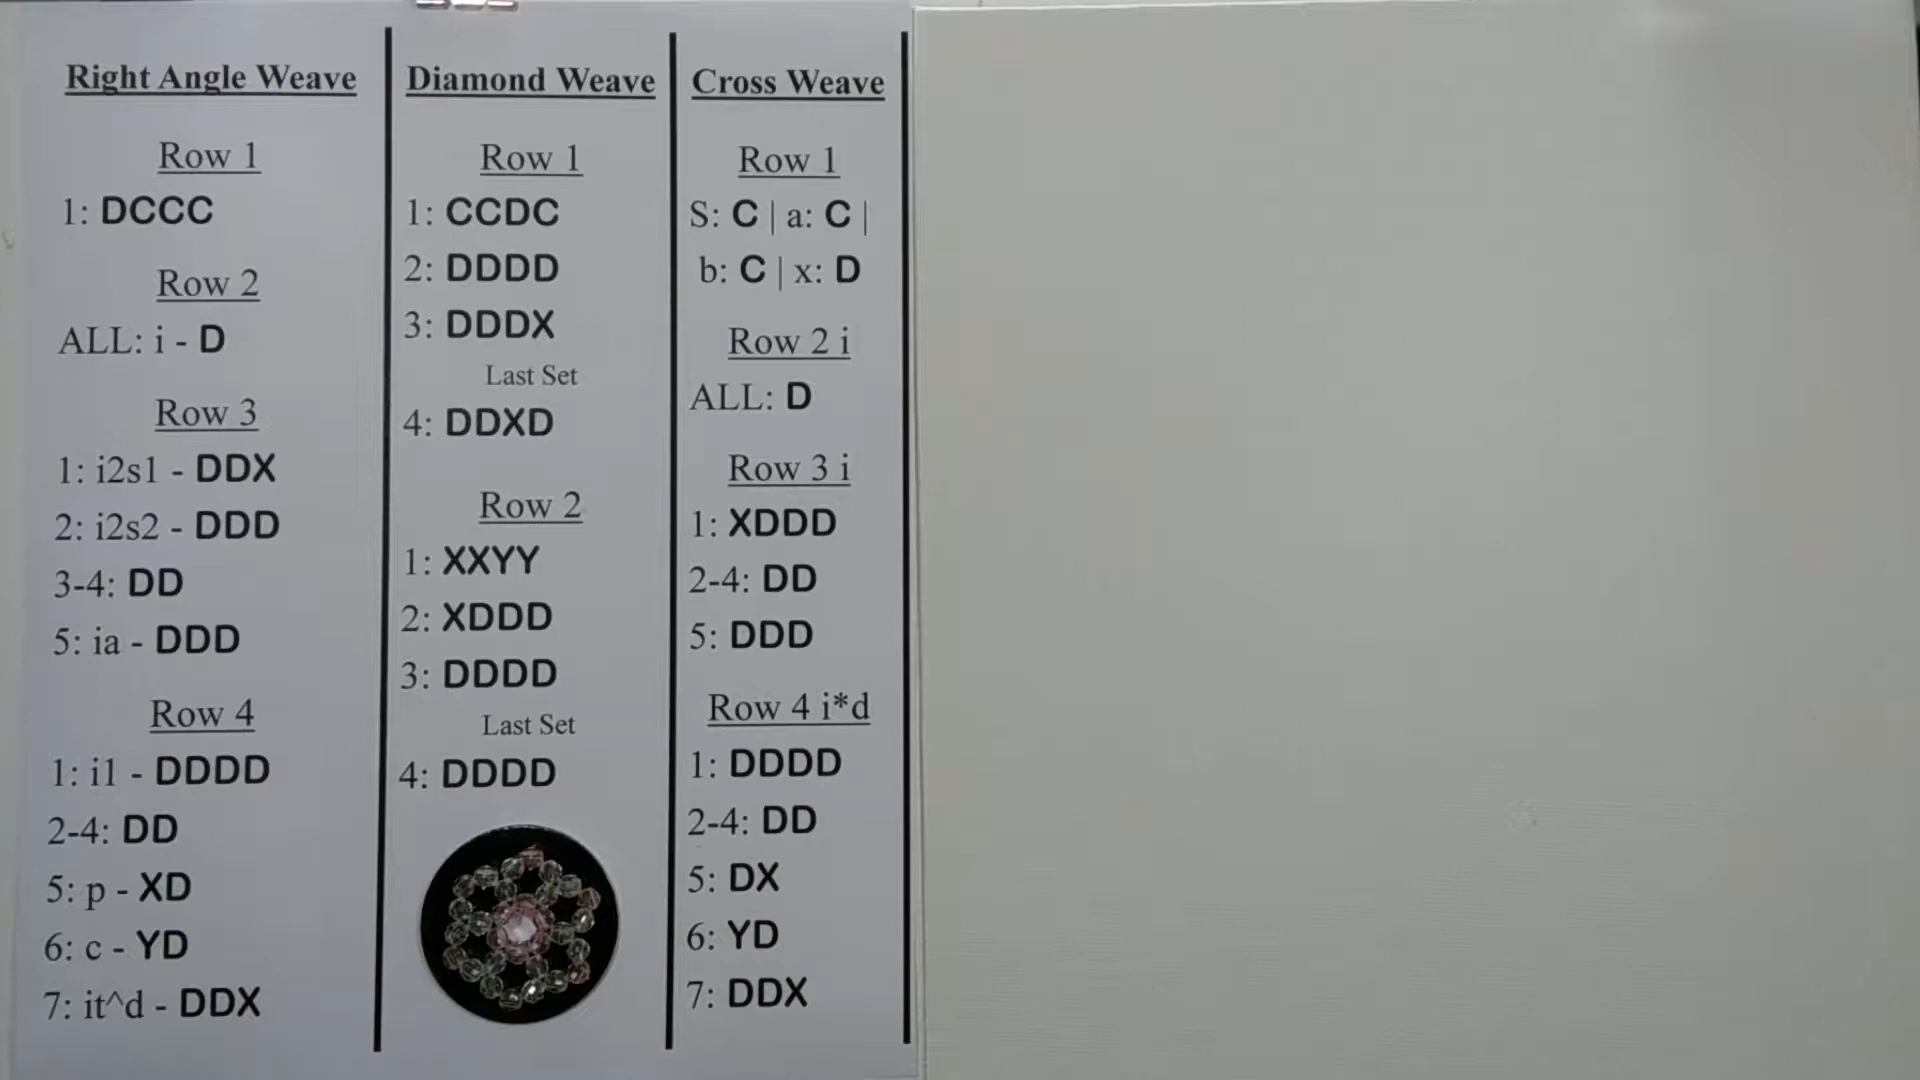 Right Angle Weave
Row 1
1: DCCC
Row 2
ALL: i - D
Row 3
1: i2s1 - DDX
2: i2s2 - DDD
3-4: DD
5: ia - DDD
Row 4
1: i1 - DDDD
2-4: DD
5: p - XD
6: c - YD
7: it^d - DDX
Diamond Weave
Row 1
1: CCDC
2: DDDD
3: DDDX
Last Set
4: DDXD
Row 2
1: XXYY
2: XDDD
3: DDDD
Last Set
4: DDDD
Cross Weave
Row 1
S: C | a: C |
b: C | x: D
Row 2 i
ALL: D
Row 3 i
1: XDDD
2-4: DD
5: DDD
Row 4 i*d
1: DDDD
2-4: DD
5: DX
6: YD
7: DDX